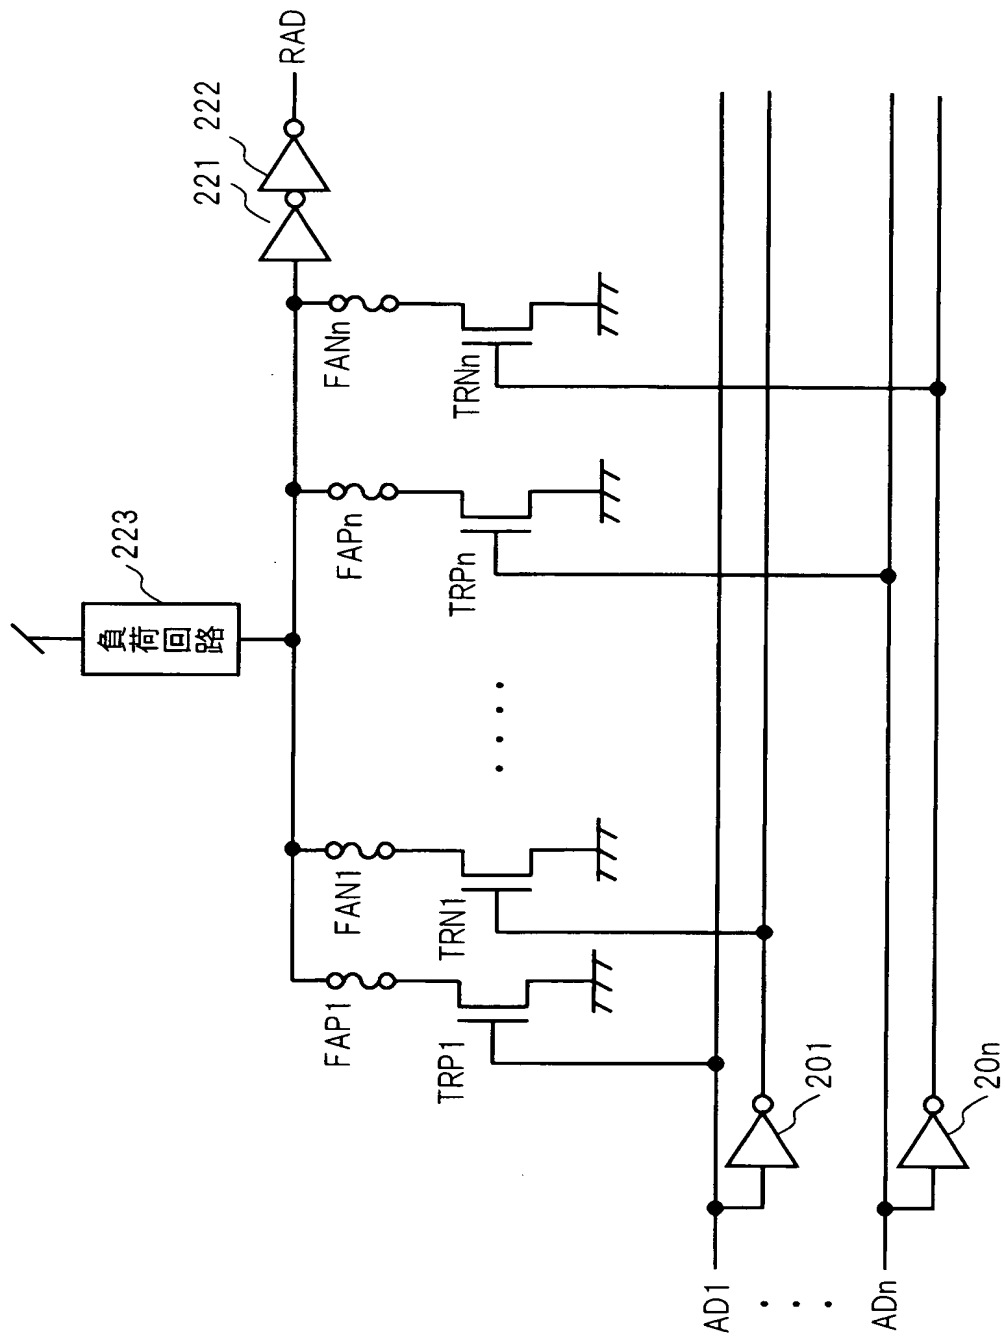 223
負荷回路
221
222
RAD
FAP1
FAN1
FAPn
FANn
TRP1
TRN1
TRPn
TRNn
AD1
201
ADn
20n